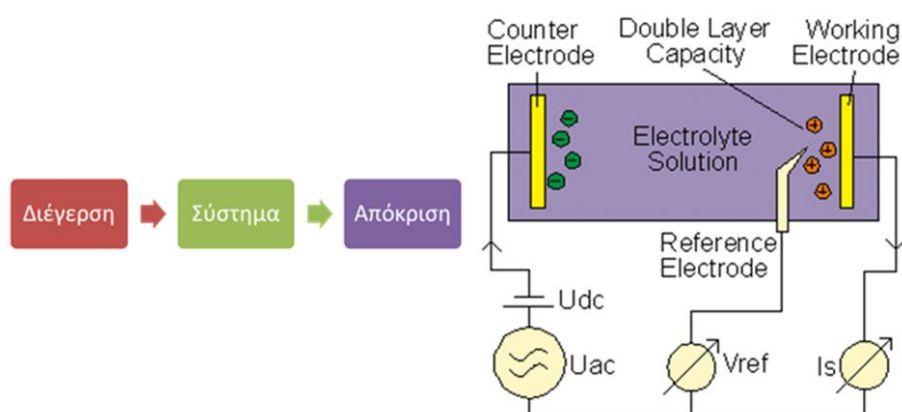 Διέγερση
Σύστημα
Απόκριση
Counter
Electrode
Double Layer
Capacity
Working
Electrode
Electrolyte
Solution
Reference
Electrode
Udc
Uac
Vref
Is